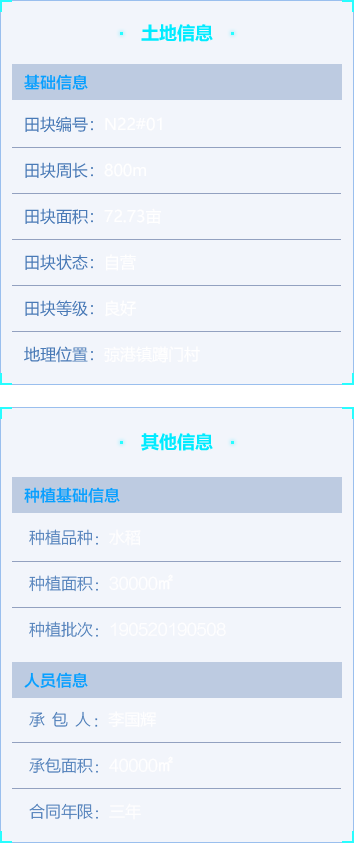 土地信息
基础信息
田块编号：N22#01
田块周长：800m
田块面积：72.73亩
田块状态：自营
田块等级：良好
地理位置：弶港镇蹲门村
其他信息
种植基础信息
种植品种：水稻
种植面积：30000㎡
种植批次：190520190508
人员信息
承 包 人：李国辉
承包面积：40000㎡
合同年限：三年